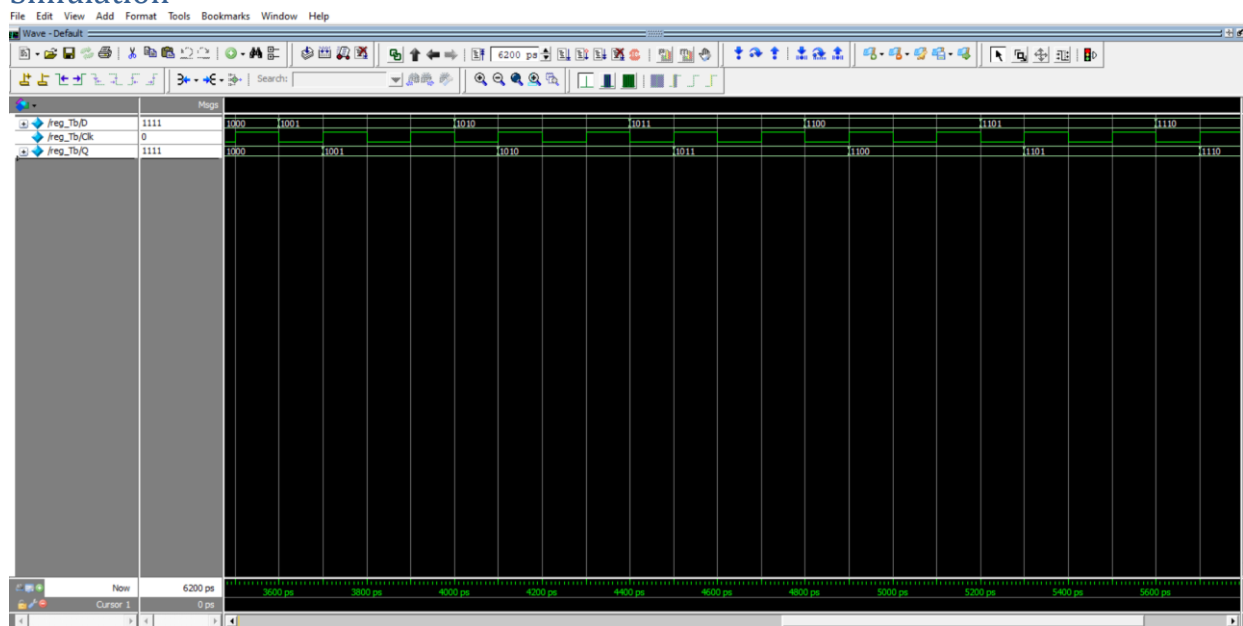 Simulation
File Edit View Add Format Tools Bookmarks Window Help
Wave - Default
6200 ps
Search:
Msgs
/reg_Tb/D 1111 1000 1001 1010 1011 1100 1101 1110
/reg_Tb/Clk 0
/reg_Tb/Q 1111 1000 1001 1010 1011 1100 1101 1110
Now 6200 ps 3600 ps 3800 ps 4000 ps 4200 ps 4400 ps 4600 ps 4800 ps 5000 ps 5200 ps 5400 ps 5600 ps
Cursor 1 0 ps